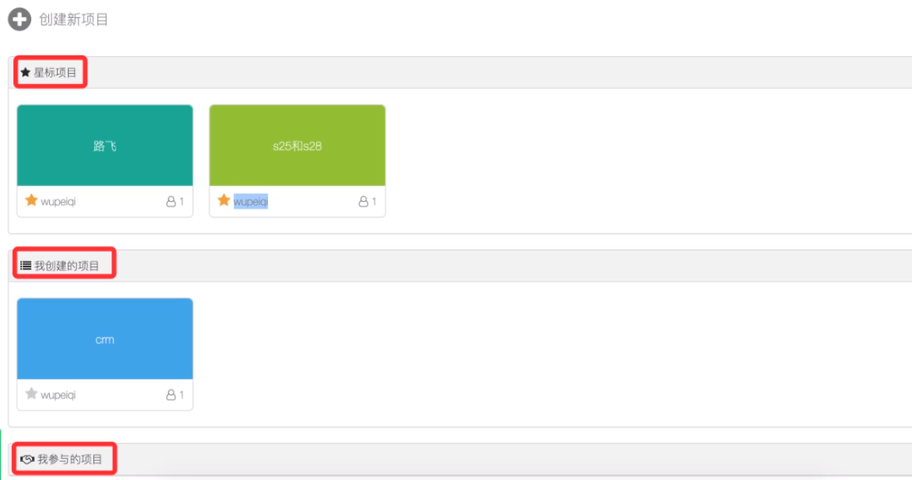 创建新项目
星标项目
路飞
s25和s28
wupeiqi 1
wupeiqi 1
我创建的项目
crm
wupeiqi 1
我参与的项目